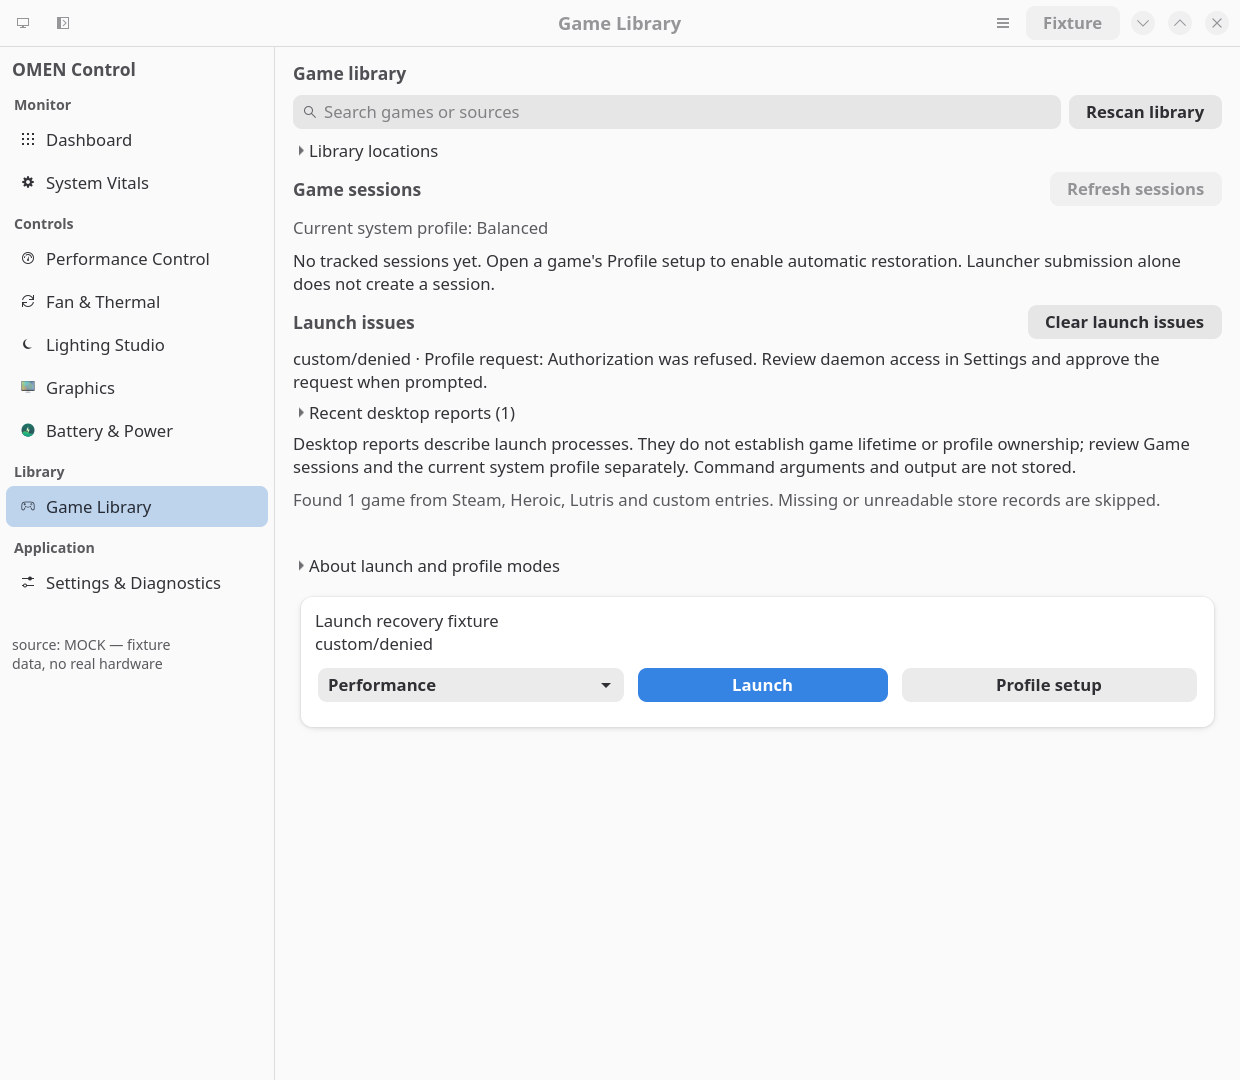 Game Library
Fixture
OMEN Control
Monitor
Dashboard
System Vitals
Controls
Performance Control
Fan & Thermal
Lighting Studio
Graphics
Battery & Power
Library
Game Library
Application
Settings & Diagnostics
source: MOCK — fixture
data, no real hardware
Game library
Search games or sources
Rescan library
Library locations
Game sessions
Refresh sessions
Current system profile: Balanced
No tracked sessions yet. Open a game's Profile setup to enable automatic restoration. Launcher submission alone
does not create a session.
Launch issues
Clear launch issues
custom/denied · Profile request: Authorization was refused. Review daemon access in Settings and approve the
request when prompted.
Recent desktop reports (1)
Desktop reports describe launch processes. They do not establish game lifetime or profile ownership; review Game
sessions and the current system profile separately. Command arguments and output are not stored.
Found 1 game from Steam, Heroic, Lutris and custom entries. Missing or unreadable store records are skipped.
About launch and profile modes
Launch recovery fixture
custom/denied
Performance
Launch
Profile setup